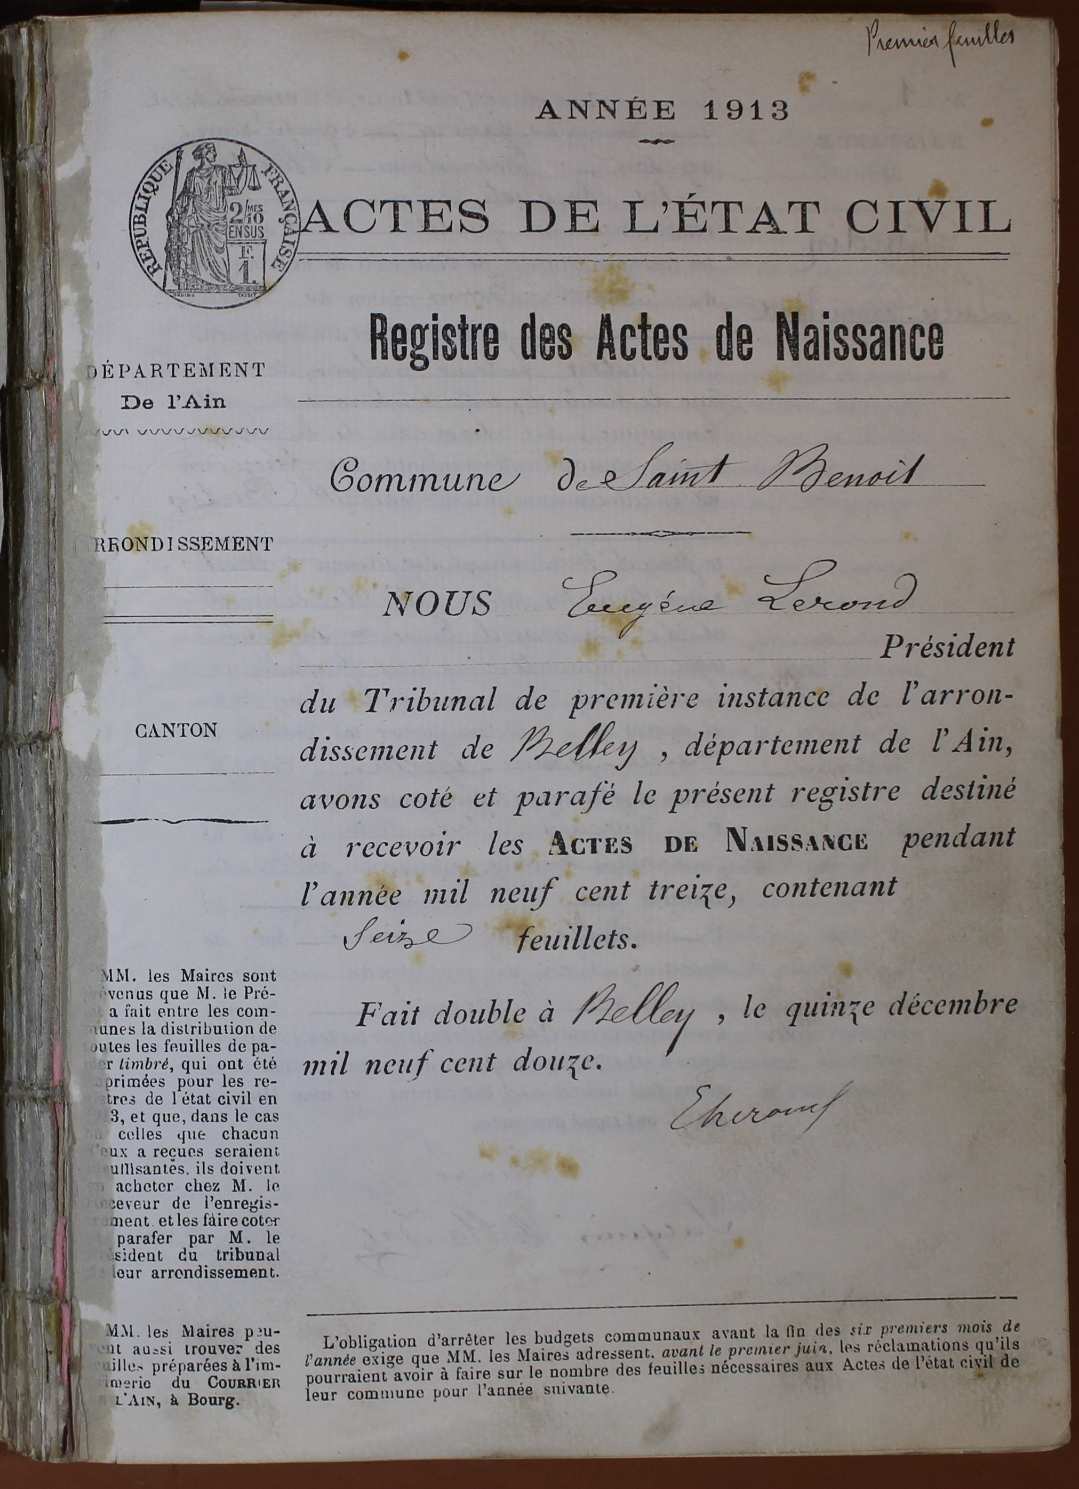 Premier feuillet
ANNÉE 1913
RÉPUBLIQUE FRANÇAISE
2/MES
10
EN SUS
F.
1.
ACTES DE L'ÉTAT CIVIL
Registre des Actes de Naissance
DÉPARTEMENT
De l'Ain
Commune de Saint Benoit
RRONDISSEMENT
NOUS Eugène Lerond
Président
du Tribunal de première instance de l'arron-
CANTON
dissement de Belley, département de l'Ain,
avons coté et parafé le présent registre destiné
à recevoir les ACTES DE NAISSANCE pendant
l'année mil neuf cent treize, contenant
Seize feuillets.
Fait double à Belley, le quinze décembre
mil neuf cent douze.
MM. les Maires sont
venus que M. le Pré-
a fait entre les com-
unes la distribution de
outes les feuilles de pa-
er timbré, qui ont été
primées pour les re-
tres de l'état civil en
3, et que, dans le cas
celles que chacun
eux a reçues seraient
uffisantes, ils doivent
acheter chez M. le
ceveur de l'enregis-
ment et les faire coter
parafer par M. le
sident du tribunal
leur arrondissement.
MM. les Maires peu-
nt aussi trouver des
uilles préparées à l'im-
imerie du COURRIER
L'AIN, à Bourg.
L'obligation d'arrêter les budgets communaux avant la fin des six premiers mois de
l'année exige que MM. les Maires adressent, avant le premier juin, les réclamations qu'ils
pourraient avoir à faire sur le nombre des feuilles nécessaires aux Actes de l'état civil de
leur commune pour l'année suivante.